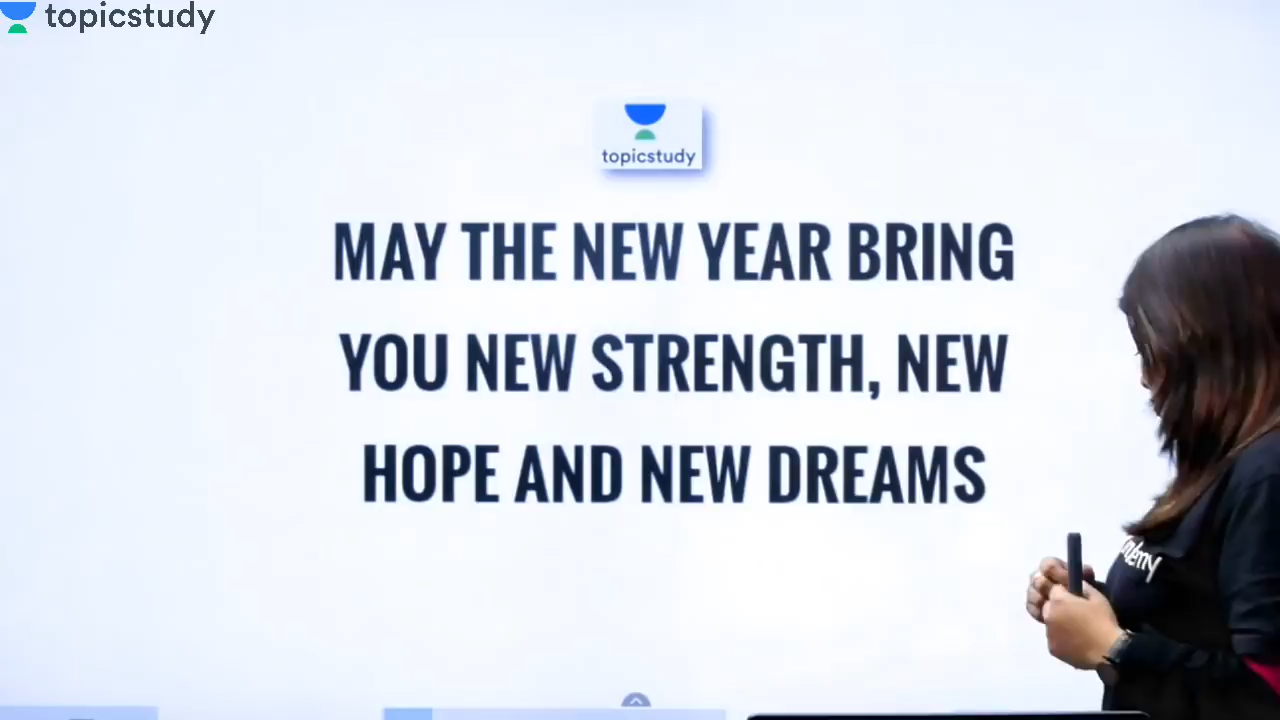 topicstudy
topicstudy
MAY THE NEW YEAR BRING
YOU NEW STRENGTH, NEW
HOPE AND NEW DREAMS